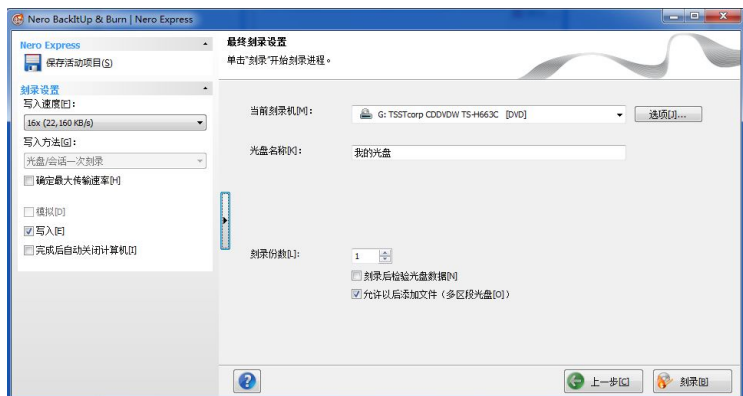 Nero BackItUp & Burn | Nero Express
Nero Express
保存活动项目(S)
刻录设置
写入速度[E]:
16x (22,160 KB/s)
写入方法[G]:
光盘/会话一次刻录
确定最大传输速率[H]
模拟[D]
写入[E]
完成后自动关闭计算机[I]
最终刻录设置
单击"刻录"开始刻录进程。
当前刻录机[M]:
G: TSSTcorp CDDVDW TS-H663C [DVD]
选项[J]...
光盘名称[K]:
我的光盘
刻录份数[L]:
1
刻录后检验光盘数据[N]
允许以后添加文件(多区段光盘[O])
上一步[C]
刻录[B]